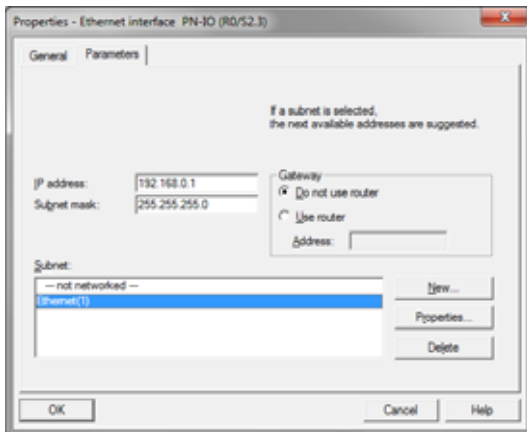 Properties - Ethernet interface PN-IO (R0/S2.3)
General
Parameters
If a subnet is selected,
the next available addresses are suggested.
IP address:
192.168.0.1
Subnet mask:
255.255.255.0
Gateway
Do not use router
Use router
Address:
Subnet:
--- not networked ---
Ethernet(1)
New...
Properties...
Delete
OK
Cancel
Help